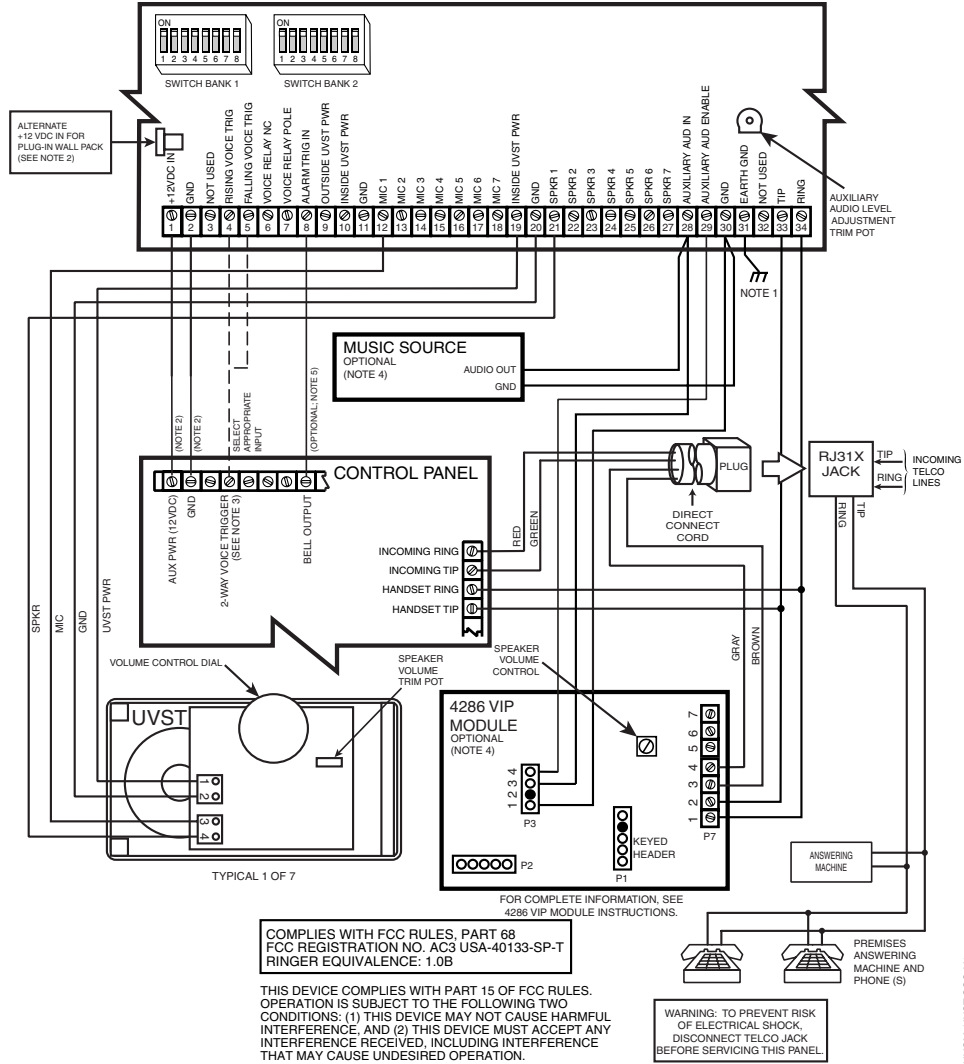 ON
1 2 3 4 5 6 7 8
SWITCH BANK 1
ON
1 2 3 4 5 6 7 8
SWITCH BANK 2
ALTERNATE
+12 VDC IN FOR
PLUG-IN WALL PACK
(SEE NOTE 2)
+12VDC IN
GND
NOT USED
RISING VOICE TRIG
FALLING VOICE TRIG
VOICE RELAY NC
VOICE RELAY POLE
ALARM TRIG IN
OUTSIDE UVST PWR
INSIDE UVST PWR
GND
MIC 1
MIC 2
MIC 3
MIC 4
MIC 5
MIC 6
MIC 7
INSIDE UVST PWR
GND
SPKR 1
SPKR 2
SPKR 3
SPKR 4
SPKR 5
SPKR 6
SPKR 7
AUXILIARY AUD IN
AUXILIARY AUD ENABLE
GND
EARTH GND
NOT USED
TIP
RING
1 2 3 4 5 6 7 8 9 10 11 12 13 14 15 16 17 18 19 20 21 22 23 24 25 26 27 28 29 30 31 32 33 34
AUXILIARY
AUDIO LEVEL
ADJUSTMENT
TRIM POT
NOTE 1
MUSIC SOURCE
OPTIONAL
(NOTE 4)
AUDIO OUT
GND
(NOTE 2)
(NOTE 2)
SELECT
APPROPRIATE
INPUT
(OPTIONAL; NOTE 5)
CONTROL PANEL
AUX PWR (12VDC)
GND
2-WAY VOICE TRIGGER
(SEE NOTE 3)
BELL OUTPUT
INCOMING RING
INCOMING TIP
HANDSET RING
HANDSET TIP
RED
GREEN
PLUG
DIRECT
CONNECT
CORD
RJ31X
JACK
TIP
RING
INCOMING
TELCO
LINES
RING
TIP
GRAY
BROWN
SPKR
MIC
GND
UVST PWR
VOLUME CONTROL DIAL
SPEAKER
VOLUME
TRIM POT
SPEAKER
VOLUME
CONTROL
UVST
1
2
3
4
TYPICAL 1 OF 7
4286 VIP
MODULE
OPTIONAL
(NOTE 4)
1 2 3 4
P3
P2
KEYED
HEADER
P1
7
6
5
4
3
2
1
P7
FOR COMPLETE INFORMATION, SEE
4286 VIP MODULE INSTRUCTIONS.
ANSWERING
MACHINE
PREMISES
ANSWERING
MACHINE AND
PHONE (S)
COMPLIES WITH FCC RULES, PART 68
FCC REGISTRATION NO. AC3 USA-40133-SP-T
RINGER EQUIVALENCE: 1.0B
THIS DEVICE COMPLIES WITH PART 15 OF FCC RULES.
OPERATION IS SUBJECT TO THE FOLLOWING TWO
CONDITIONS: (1) THIS DEVICE MAY NOT CAUSE HARMFUL
INTERFERENCE, AND (2) THIS DEVICE MUST ACCEPT ANY
INTERFERENCE RECEIVED, INCLUDING INTERFERENCE
THAT MAY CAUSE UNDESIRED OPERATION.
WARNING: TO PREVENT RISK
OF ELECTRICAL SHOCK,
DISCONNECT TELCO JACK
BEFORE SERVICING THIS PANEL.